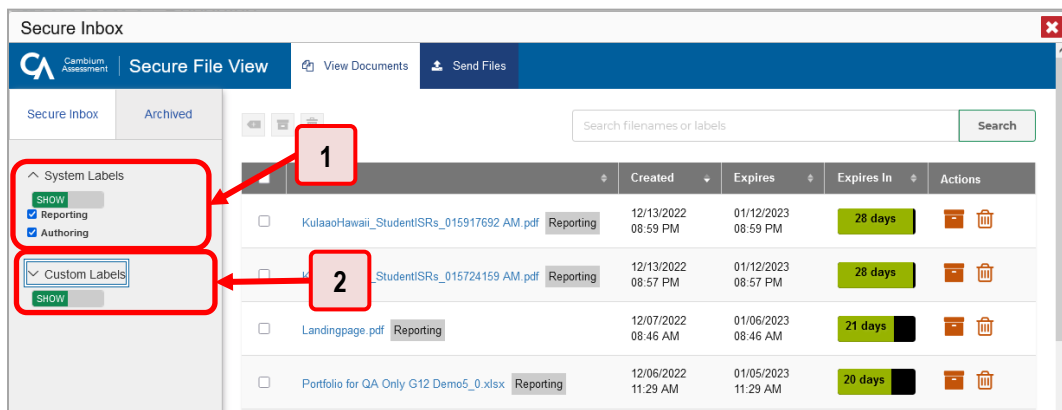 Secure Inbox
Cambium Assessment
Secure File View
View Documents
Send Files
Secure Inbox
Archived
Search filenames or labels
Search
1
System Labels
SHOW
Reporting
Authoring
Custom Labels
SHOW
2
Created
Expires
Expires In
Actions
KulaaoHawaii_StudentISRs_015917692 AM.pdf Reporting
12/13/2022
08:59 PM
01/12/2023
08:59 PM
28 days
StudentISRs_015724159 AM.pdf Reporting
12/13/2022
08:57 PM
01/12/2023
08:57 PM
28 days
Landingpage.pdf Reporting
12/07/2022
08:46 AM
01/06/2023
08:46 AM
21 days
Portfolio for QA Only G12 Demo5_0.xlsx Reporting
12/06/2022
11:29 AM
01/05/2023
11:29 AM
20 days